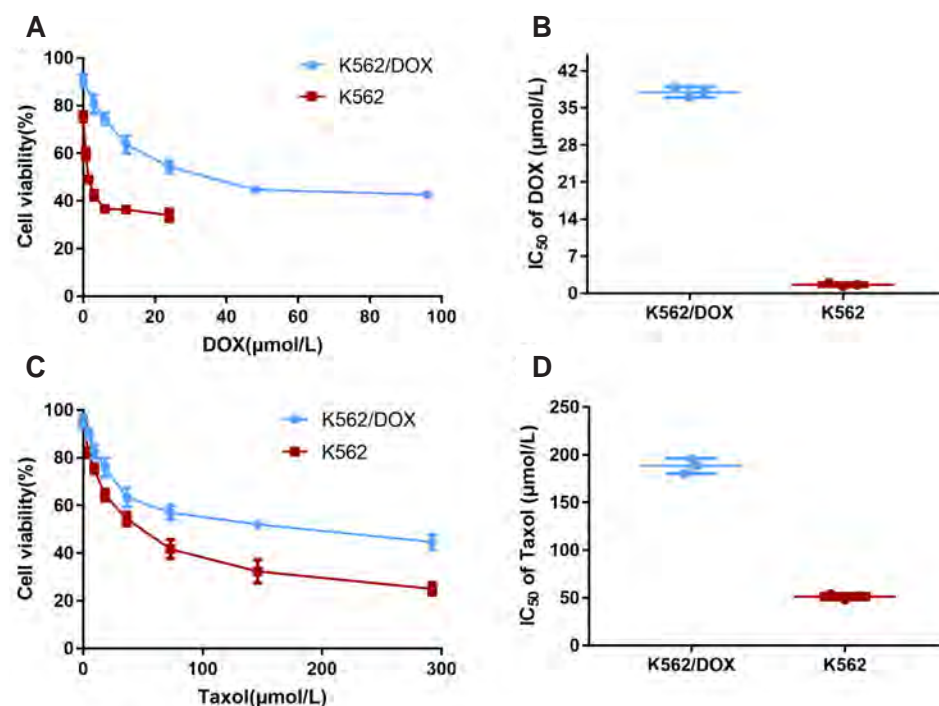 A
Cell viability(%)
100
80
60
40
20
0
0
20
40
60
80
100
DOX(μmol/L)
K562/DOX
K562
B
IC50 of DOX (μmol/L)
42
35
28
21
14
7
0
K562/DOX
K562
C
Cell viability(%)
100
80
60
40
20
0
0
100
200
300
Taxol(μmol/L)
K562/DOX
K562
D
IC50 of Taxol (μmol/L)
250
200
150
100
50
0
K562/DOX
K562